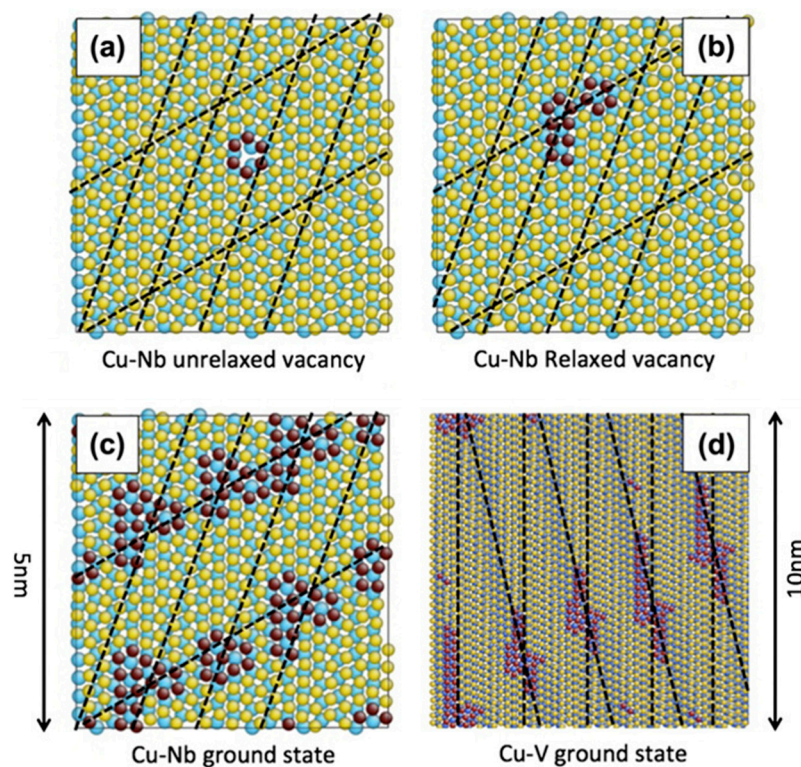 (a)
(b)
Cu-Nb unrelaxed vacancy
Cu-Nb Relaxed vacancy
(c)
(d)
5nm
10nm
Cu-Nb ground state
Cu-V ground state